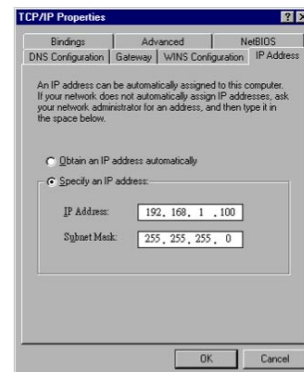 TCP/IP Properties
Bindings Advanced NetBIOS
DNS Configuration Gateway WINS Configuration IP Address
An IP address can be automatically assigned to this computer.
If your network does not automatically assign IP addresses, ask
your network administrator for an address, and then type it in
the space below.
Obtain an IP address automatically
Specify an IP address:
IP Address: 192. 168. 1 .100
Subnet Mask: 255. 255. 255. 0
OK Cancel